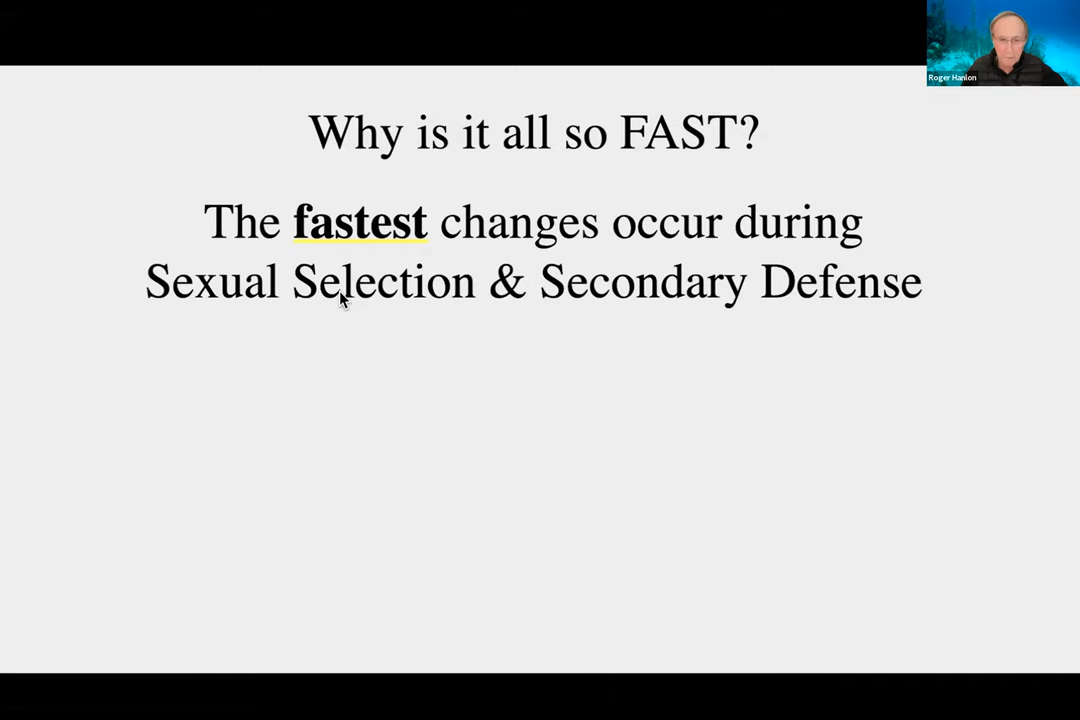 Roger Hanlon
Why is it all so FAST?
The fastest changes occur during
Sexual Selection & Secondary Defense